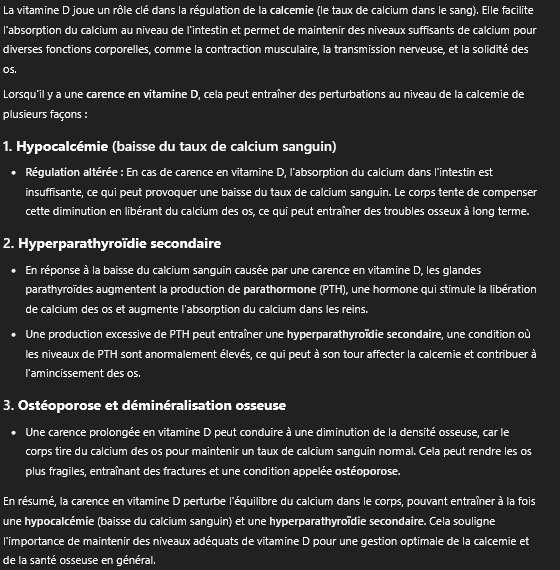 La vitamine D joue un rôle clé dans la régulation de la calcemie (le taux de calcium dans le sang). Elle facilite
l'absorption du calcium au niveau de l'intestin et permet de maintenir des niveaux suffisants de calcium pour
diverses fonctions corporelles, comme la contraction musculaire, la transmission nerveuse, et la solidité des
os.
Lorsqu'il y a une carence en vitamine D, cela peut entraîner des perturbations au niveau de la calcemie de
plusieurs façons :
1. Hypocalcémie (baisse du taux de calcium sanguin)
• Régulation altérée : En cas de carence en vitamine D, l'absorption du calcium dans l'intestin est
insuffisante, ce qui peut provoquer une baisse du taux de calcium sanguin. Le corps tente de compenser
cette diminution en libérant du calcium des os, ce qui peut entraîner des troubles osseux à long terme.
2. Hyperparathyroïdie secondaire
• En réponse à la baisse du calcium sanguin causée par une carence en vitamine D, les glandes
parathyroïdes augmentent la production de parathormone (PTH), une hormone qui stimule la libération
de calcium des os et augmente l'absorption du calcium dans les reins.
• Une production excessive de PTH peut entraîner une hyperparathyroïdie secondaire, une condition où
les niveaux de PTH sont anormalement élevés, ce qui peut à son tour affecter la calcemie et contribuer à
l'amincissement des os.
3. Ostéoporose et déminéralisation osseuse
• Une carence prolongée en vitamine D peut conduire à une diminution de la densité osseuse, car le
corps tire du calcium des os pour maintenir un taux de calcium sanguin normal. Cela peut rendre les os
plus fragiles, entraînant des fractures et une condition appelée ostéoporose.
En résumé, la carence en vitamine D perturbe l'équilibre du calcium dans le corps, pouvant entraîner à la fois
une hypocalcémie (baisse du calcium sanguin) et une hyperparathyroïdie secondaire. Cela souligne
l'importance de maintenir des niveaux adéquats de vitamine D pour une gestion optimale de la calcemie et
de la santé osseuse en général.